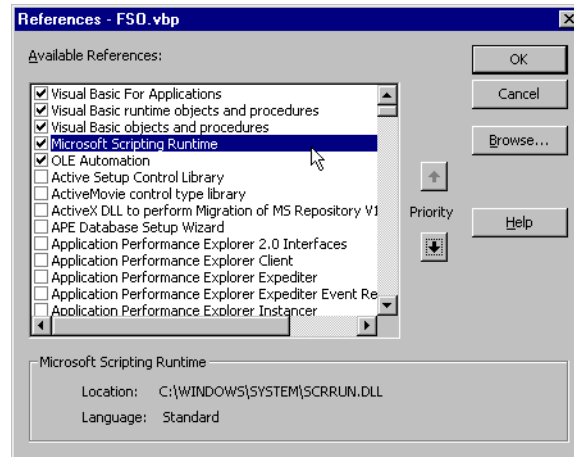 References - FSO.vbp
Available References:
Visual Basic For Applications
Visual Basic runtime objects and procedures
Visual Basic objects and procedures
Microsoft Scripting Runtime
OLE Automation
Active Setup Control Library
ActiveMovie control type library
ActiveX DLL to perform Migration of MS Repository V1
APE Database Setup Wizard
Application Performance Explorer 2.0 Interfaces
Application Performance Explorer Client
Application Performance Explorer Expediter
Application Performance Explorer Expediter Event Re
Application Performance Explorer Instancer
OK
Cancel
Browse...
Priority
Help
Microsoft Scripting Runtime
Location: C:\WINDOWS\SYSTEM\SCRRUN.DLL
Language: Standard